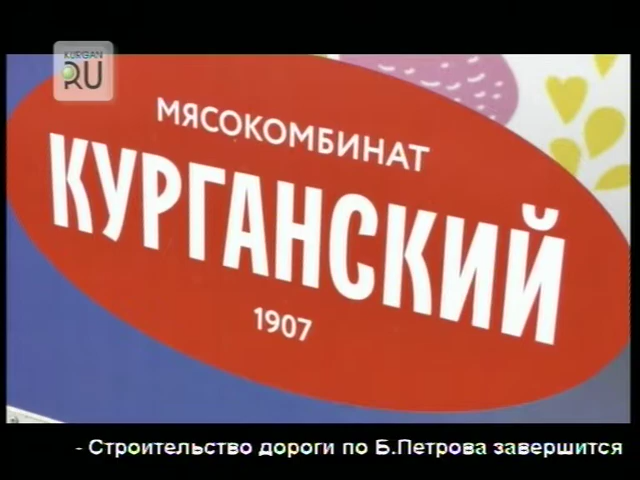 KURGAN
RU
МЯСОКОМБИНАТ
КУРГАНСКИЙ
1907
- Строительство дороги по Б.Петрова завершится